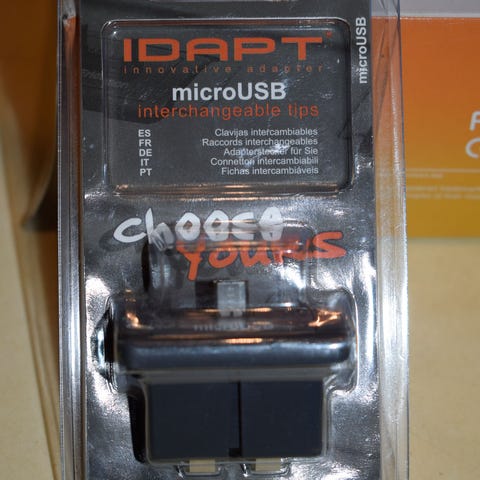 IDAPT
innovative adapter
microUSB
interchangeable tips
ES Clavijas intercambiables
FR Raccords interchangeables
DE Adapterstecker für Sie
IT Connettori intercambiabili
PT Fichas intercambiáveis
choose
yours
microUSB
microUSB